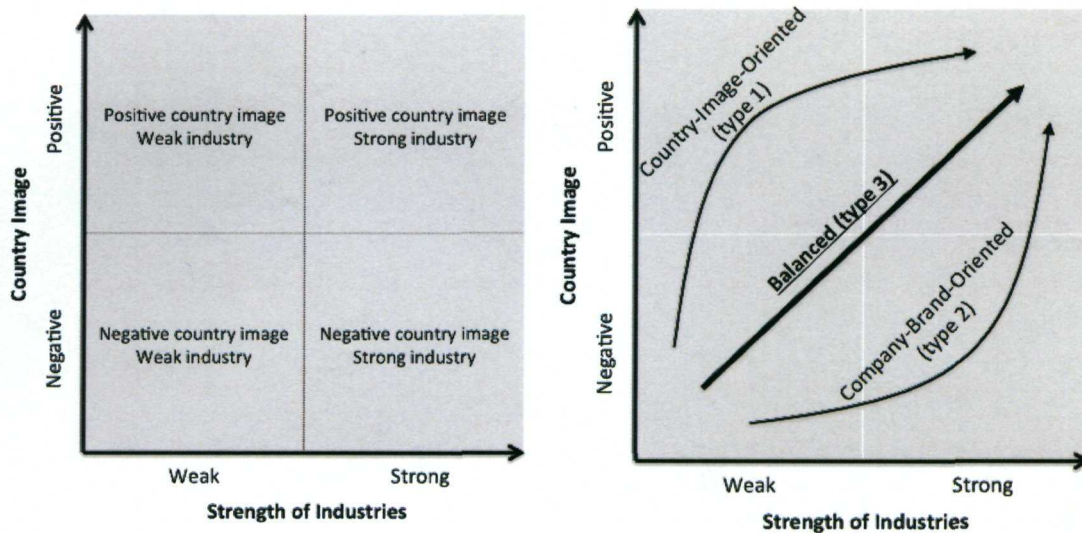 Country Image
Positive
Negative
Positive country image
Weak industry
Positive country image
Strong industry
Negative country image
Weak industry
Negative country image
Strong industry
Weak
Strong
Strength of Industries
Country Image
Positive
Negative
Country-Image-Oriented
(type 1)
Balanced (type 3)
Company-Brand-Oriented
(type 2)
Weak
Strong
Strength of Industries